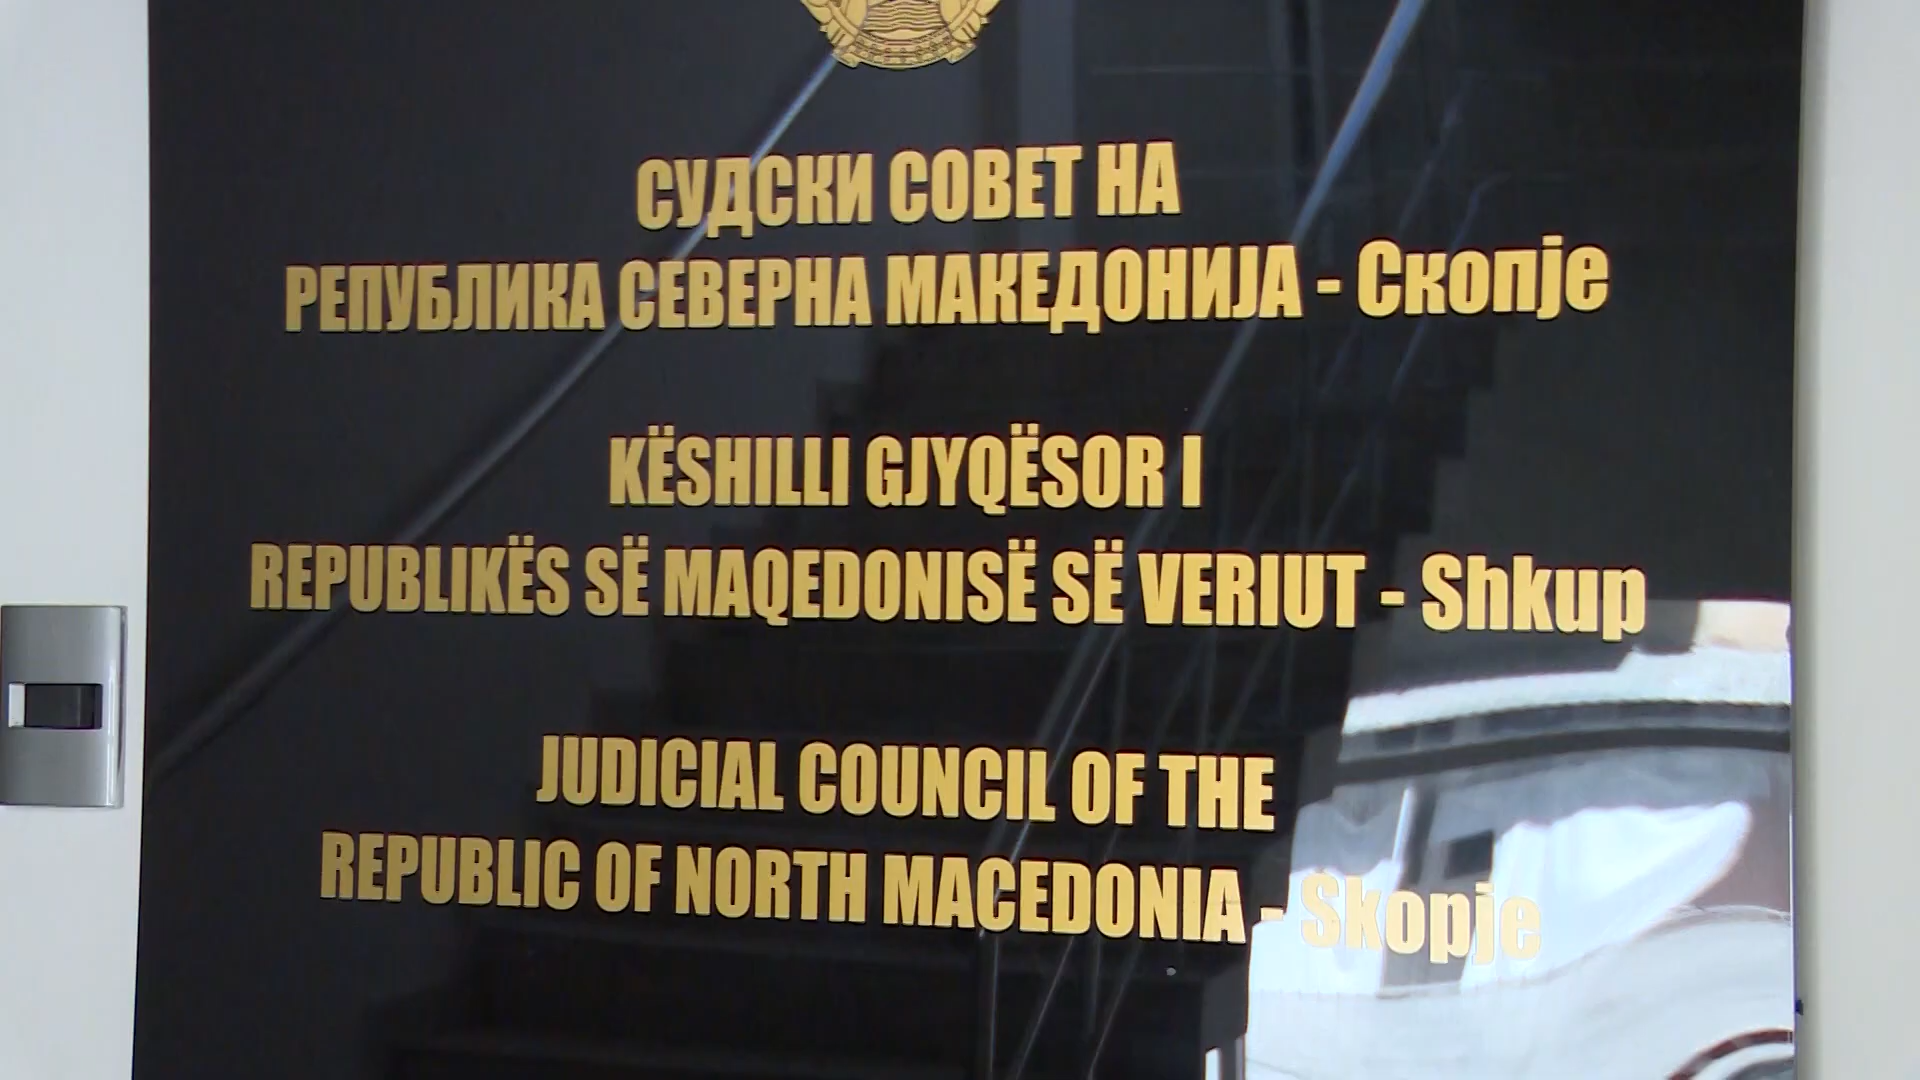 СУДСКИ СОВЕТ НА
РЕПУБЛИКА СЕВЕРНА МАКЕДОНИЈА - Скопје
KËSHILLI GJYQËSOR I
REPUBLIKËS SË MAQEDONISË SË VERIUT - Shkup
JUDICIAL COUNCIL OF THE
REPUBLIC OF NORTH MACEDONIA - Skopje